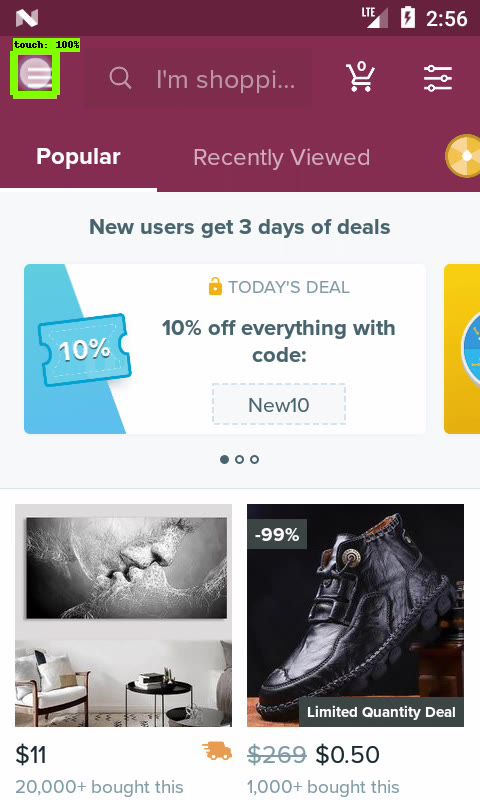 LTE 2:56
touch: 100%
I'm shoppi...
0
Popular
Recently Viewed
New users get 3 days of deals
TODAY'S DEAL
10% off everything with
code:
10%
New10
-99%
Limited Quantity Deal
$11
$269 $0.50
20,000+ bought this
1,000+ bought this